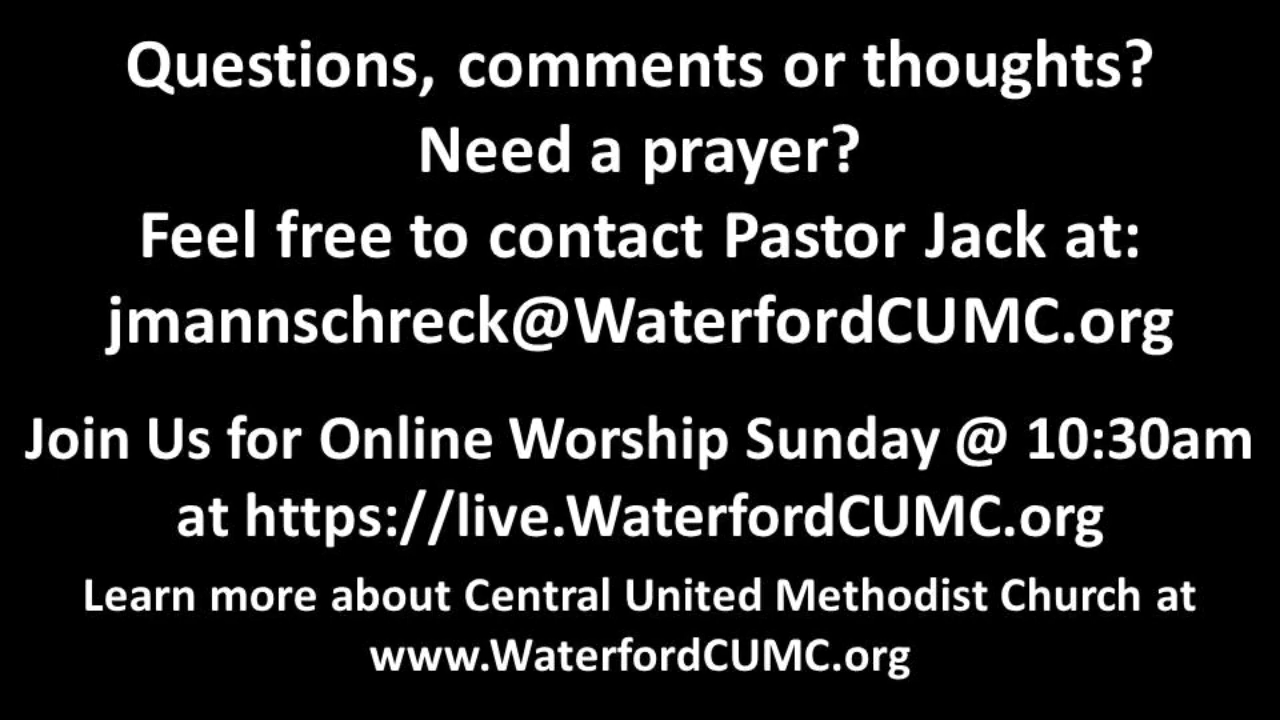 Questions, comments or thoughts?
Need a prayer?
Feel free to contact Pastor Jack at:
jmannschreck@WaterfordCUMC.org
Join Us for Online Worship Sunday @ 10:30am
at https://live.WaterfordCUMC.org
Learn more about Central United Methodist Church at
www.WaterfordCUMC.org